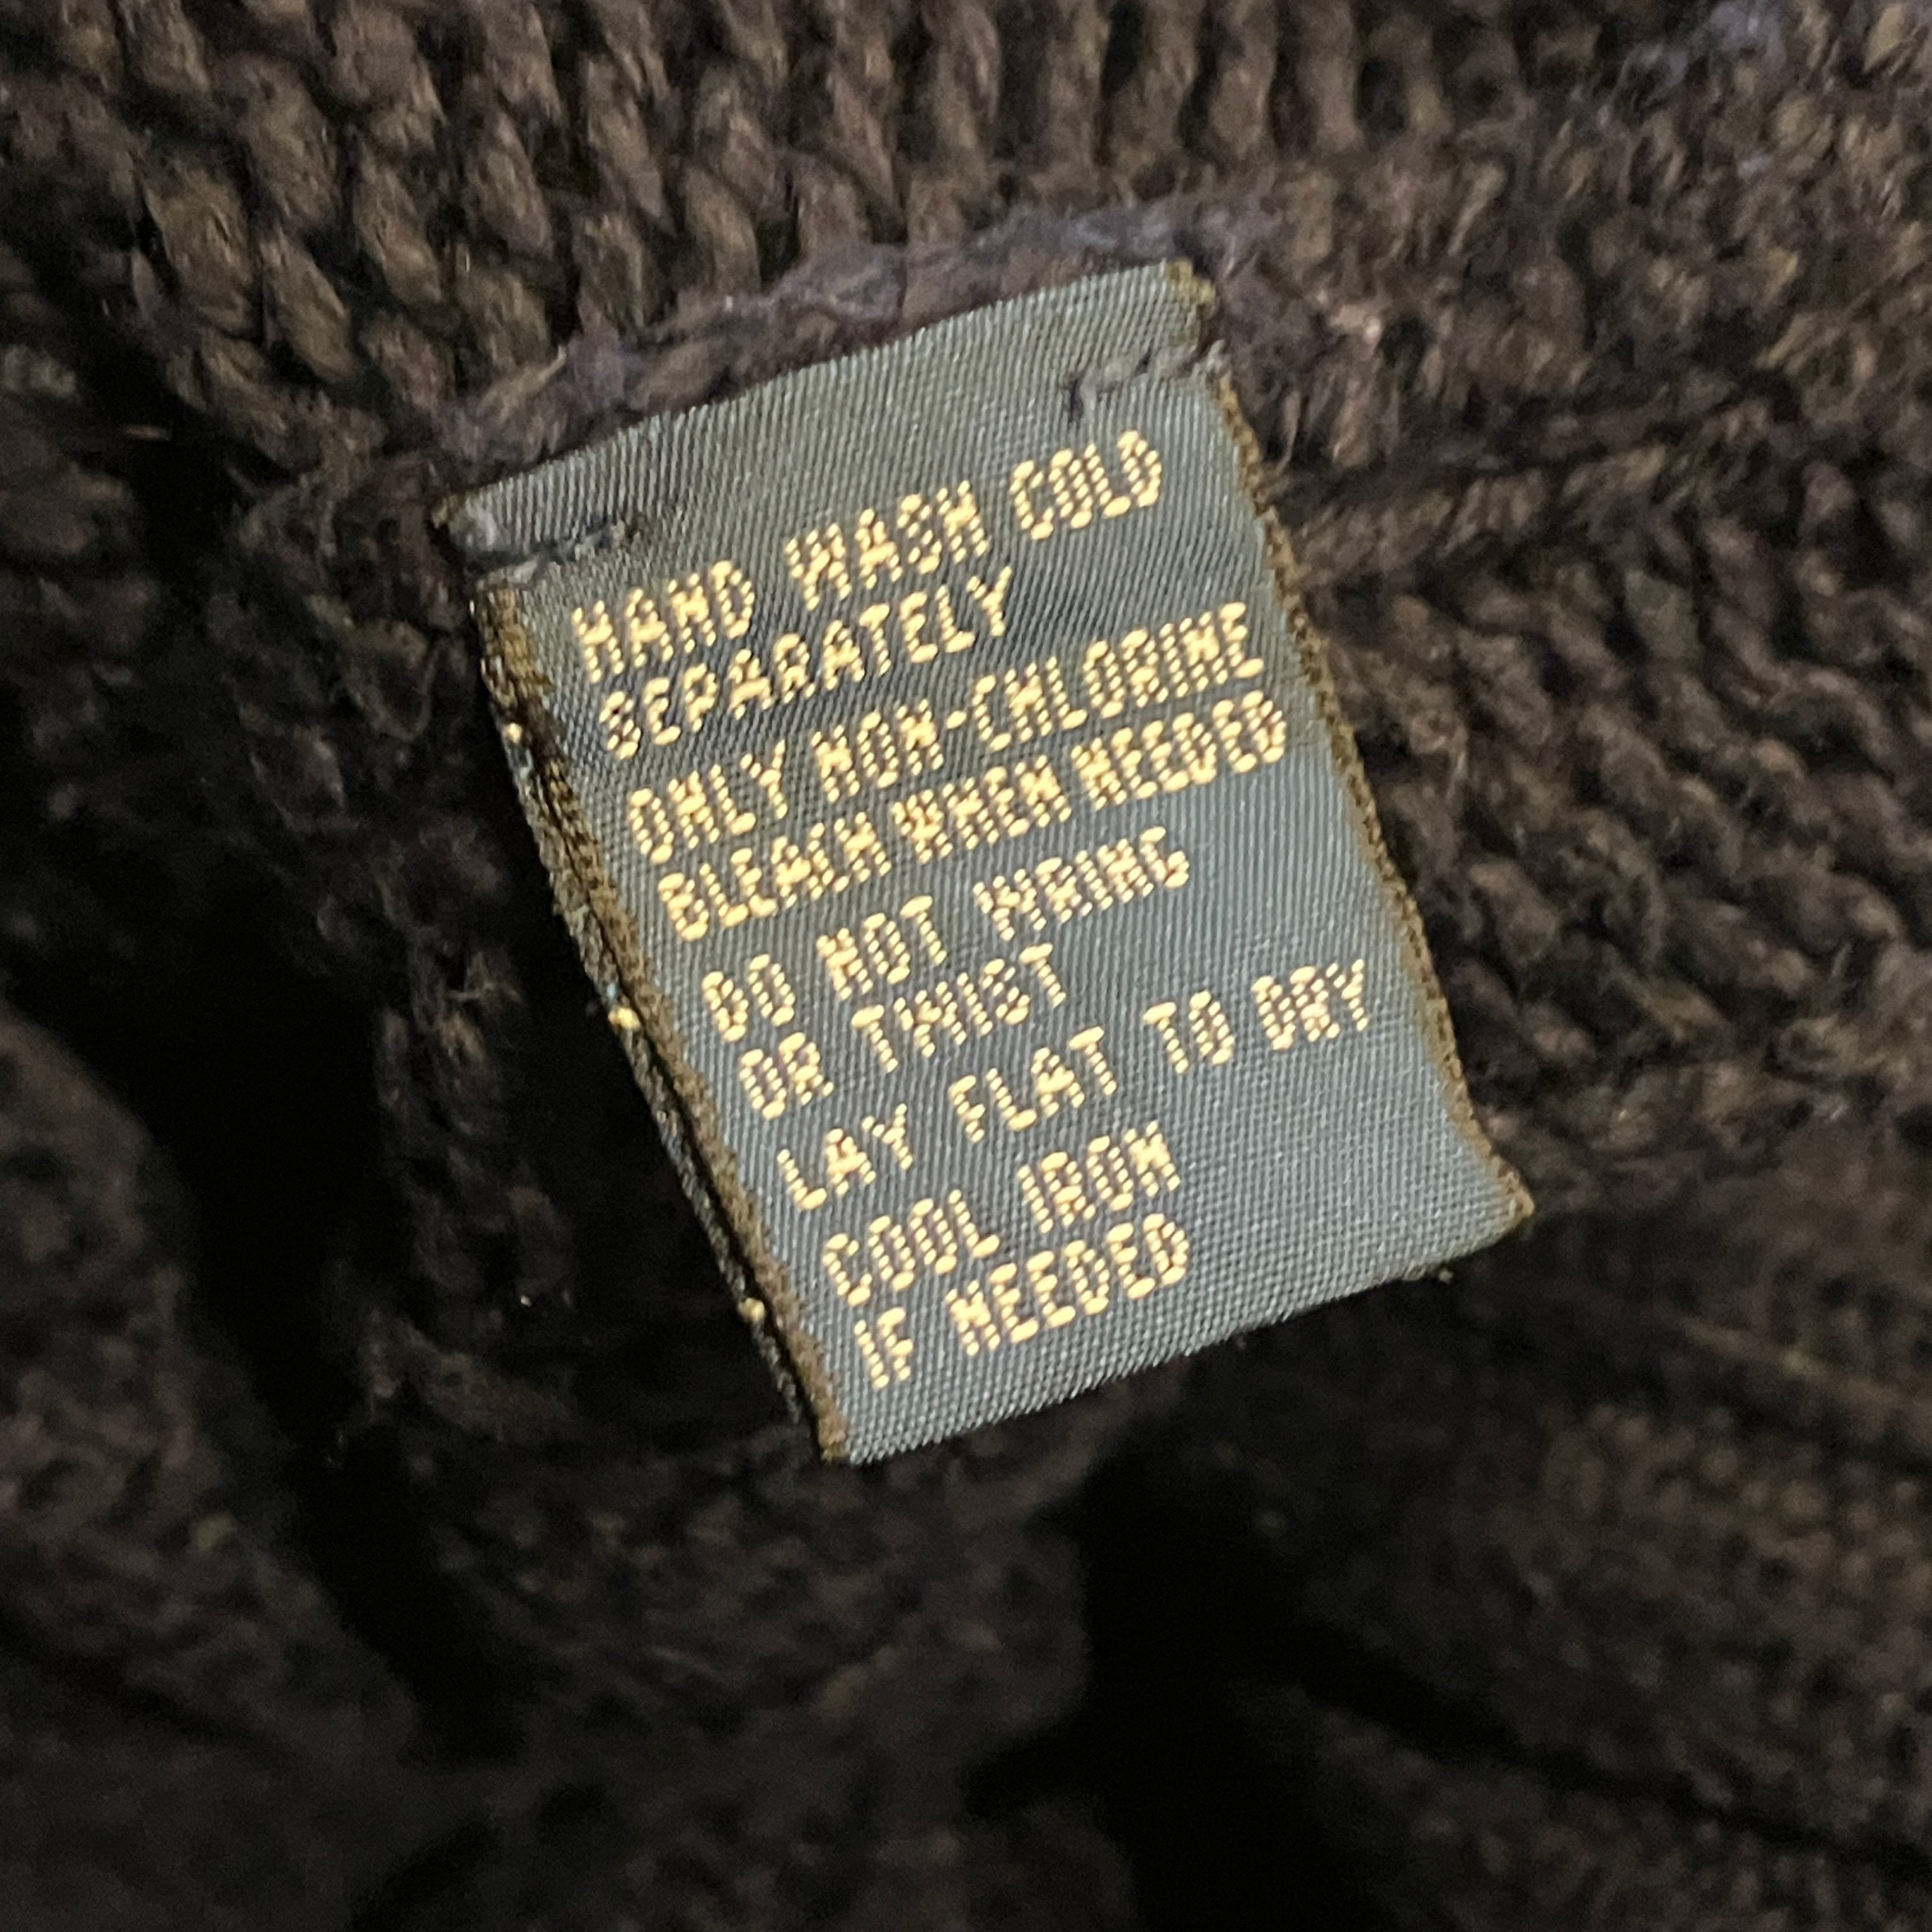 HAND WASH COLD
SEPARATELY
ONLY NON-CHLORINE
BLEACH WHEN NEEDED
DO NOT WRING
OR TWIST
LAY FLAT TO DRY
COOL IRON
IF NEEDED